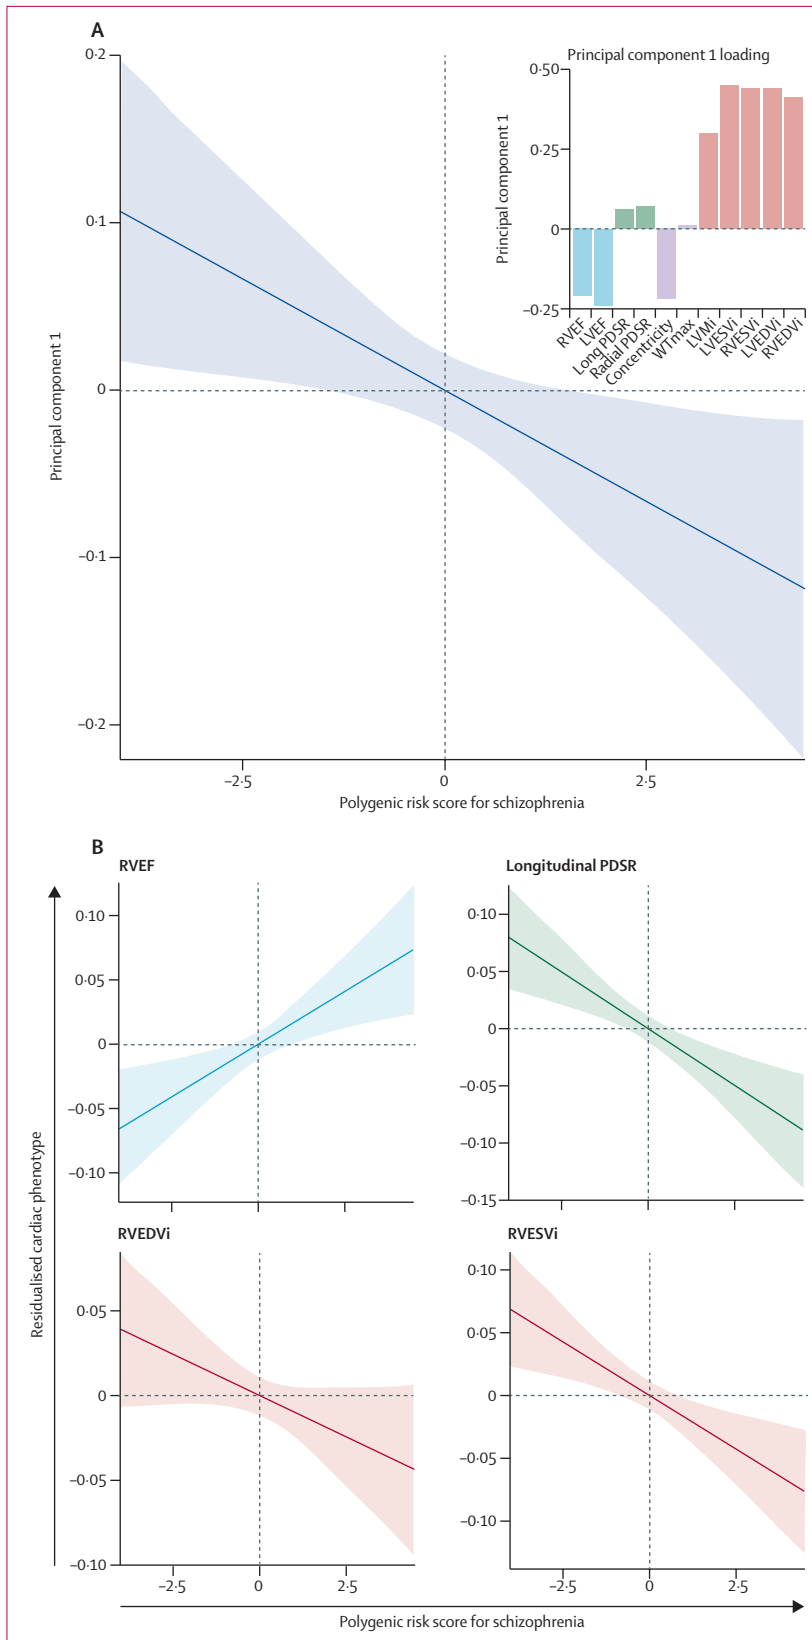 A
0·2
0·1
0
–0·1
–0·2
Principal component 1
–2·5
0
2·5
Polygenic risk score for schizophrenia
Principal component 1 loading
0·50
0·25
0
–0·25
Principal component 1
RVEF
LVEF
Long PDSR
Radial PDSR
Concentricity
WTmax
LVMi
LVESVi
RVESVi
LVEDVi
RVEDVi
B
Residualised cardiac phenotype
RVEF
0·10
0·05
0
–0·05
–0·10
Longitudinal PDSR
0·10
0·05
0
–0·05
–0·10
–0·15
RVEDVi
0·05
0
–0·05
–0·10
–2·5
0
2·5
RVESVi
0·10
0·05
0
–0·05
–0·10
–2·5
0
2·5
Polygenic risk score for schizophrenia